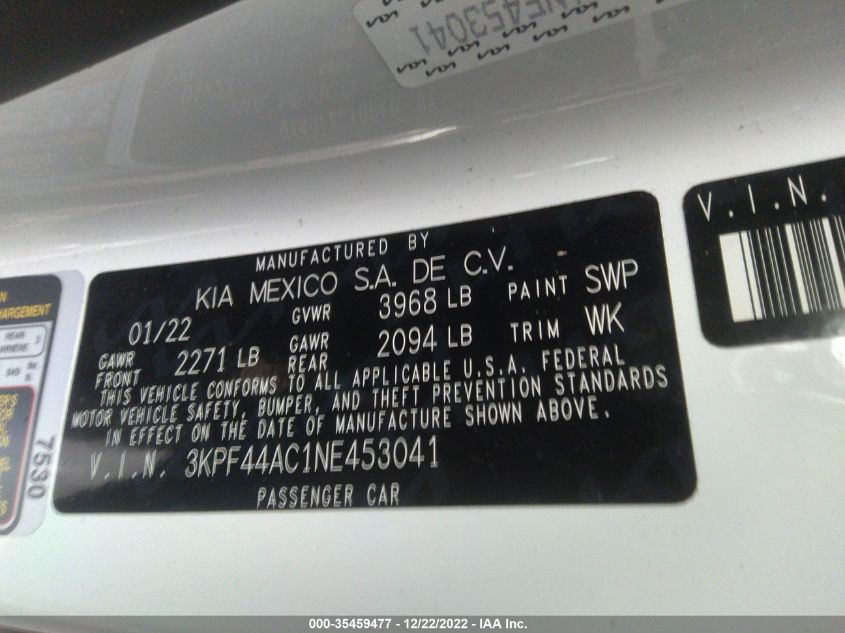 NE453041
MANUFACTURED BY
KIA MEXICO S.A. DE C.V.
01/22 GVWR 3968 LB PAINT SWP
GAWR FRONT 2271 LB GAWR REAR 2094 LB TRIM WK
THIS VEHICLE CONFORMS TO ALL APPLICABLE U.S.A. FEDERAL
MOTOR VEHICLE SAFETY, BUMPER, AND THEFT PREVENTION STANDARDS
IN EFFECT ON THE DATE OF MANUFACTURE SHOWN ABOVE.
V.I.N. 3KPF44AC1NE453041
PASSENGER CAR
V.I.N.
REAR
7530
000-35459477 - 12/22/2022 - IAA Inc.